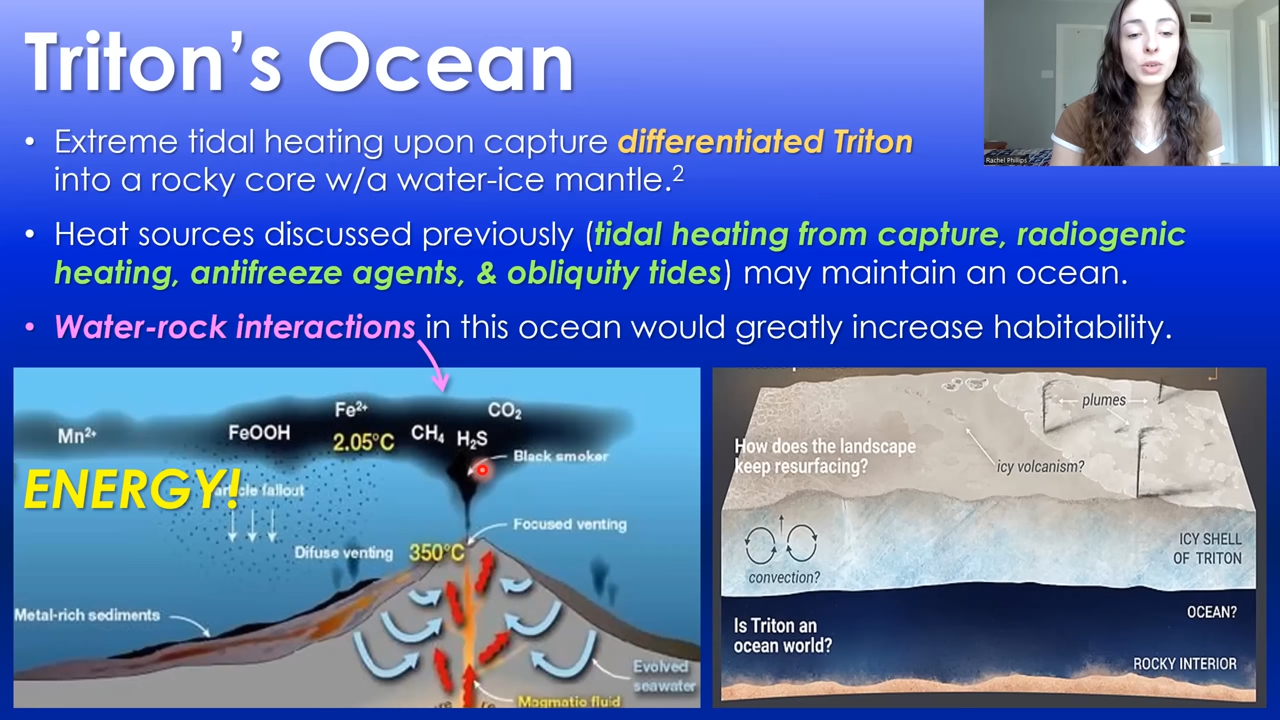 Triton's Ocean
• Extreme tidal heating upon capture differentiated Triton
into a rocky core w/a water-ice mantle.2
• Heat sources discussed previously (tidal heating from capture, radiogenic
heating, antifreeze agents, & obliquity tides) may maintain an ocean.
• Water-rock interactions in this ocean would greatly increase habitability.
Rachel Phillips
Mn2+
FeOOH
Fe2+
2.05°C
CH4
H2S
CO2
Black smoker
ENERGY!
fallout
Focused venting
Difuse venting
350°C
Metal-rich sediments
Evolved
seawater
Magmatic fluid
plumes
How does the landscape
keep resurfacing?
icy volcanism?
convection?
ICY SHELL
OF TRITON
OCEAN?
Is Triton an
ocean world?
ROCKY INTERIOR